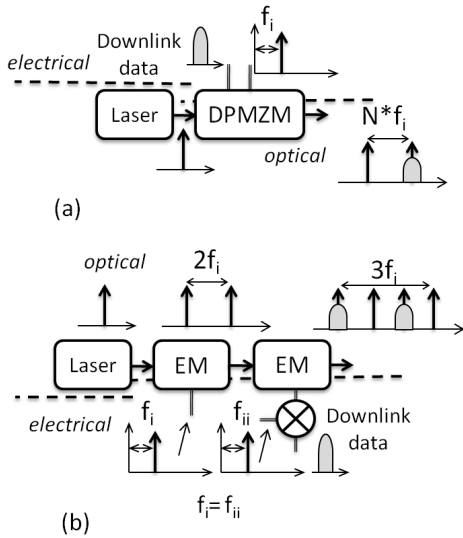 Downlink
data
f_i
electrical
Laser
DPMZM
optical
N*f_i
(a)
optical
2f_i
3f_i
Laser
EM
EM
electrical
f_i
f_ii
Downlink
data
f_i= f_ii
(b)